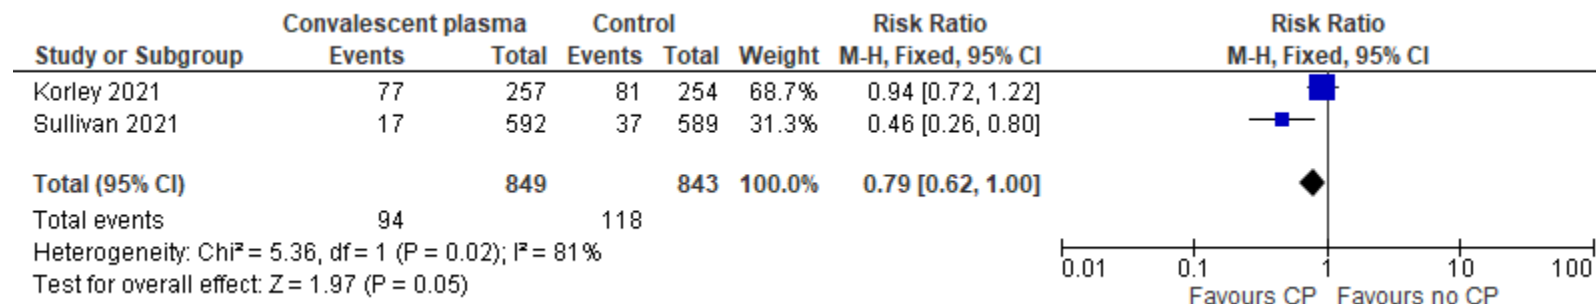 Convalescent plasma Control Risk Ratio Risk Ratio
Study or Subgroup Events Total Events Total Weight M-H, Fixed, 95% CI M-H, Fixed, 95% CI
Korley 2021 77 257 81 254 68.7% 0.94 [0.72, 1.22]
Sullivan 2021 17 592 37 589 31.3% 0.46 [0.26, 0.80]
Total (95% CI) 849 843 100.0% 0.79 [0.62, 1.00]
Total events 94 118
Heterogeneity: Chi² = 5.36, df = 1 (P = 0.02); I² = 81%
Test for overall effect: Z = 1.97 (P = 0.05)
0.01 0.1 1 10 100
Favours CP Favours no CP